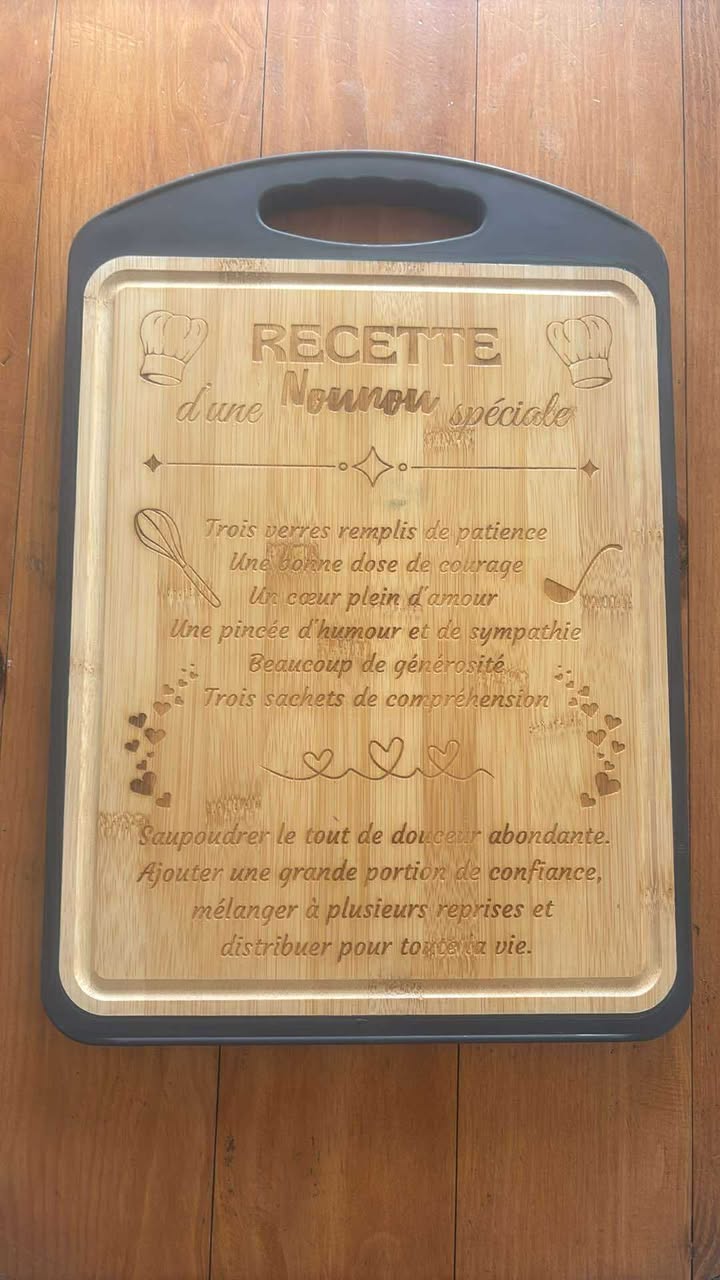 RECETTE
d'une Nounou spéciale
Trois verres remplis de patience
Une bonne dose de courage
Un cœur plein d'amour
Une pincée d'humour et de sympathie
Beaucoup de générosité
Trois sachets de compréhension
Saupoudrer le tout de douceur abondante.
Ajouter une grande portion de confiance,
mélanger à plusieurs reprises et
distribuer pour toute la vie.